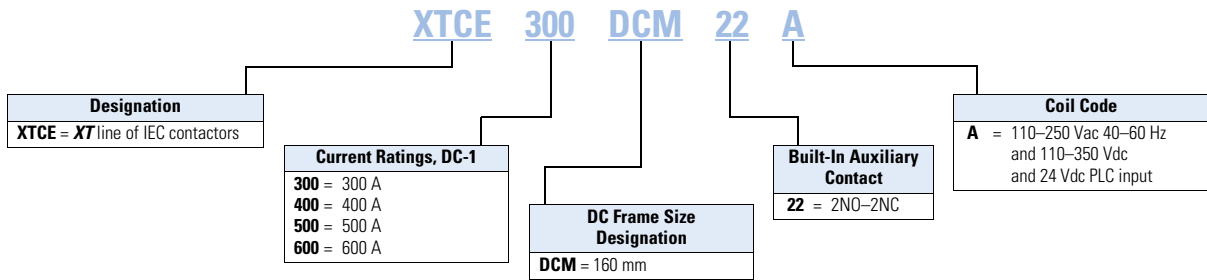 XTCE 300 DCM 22 A
Designation
XTCE = XT line of IEC contactors
Current Ratings, DC-1
300 = 300 A
400 = 400 A
500 = 500 A
600 = 600 A
DC Frame Size
Designation
DCM = 160 mm
Built-In Auxiliary
Contact
22 = 2NO–2NC
Coil Code
A = 110–250 Vac 40–60 Hz
and 110–350 Vdc
and 24 Vdc PLC input